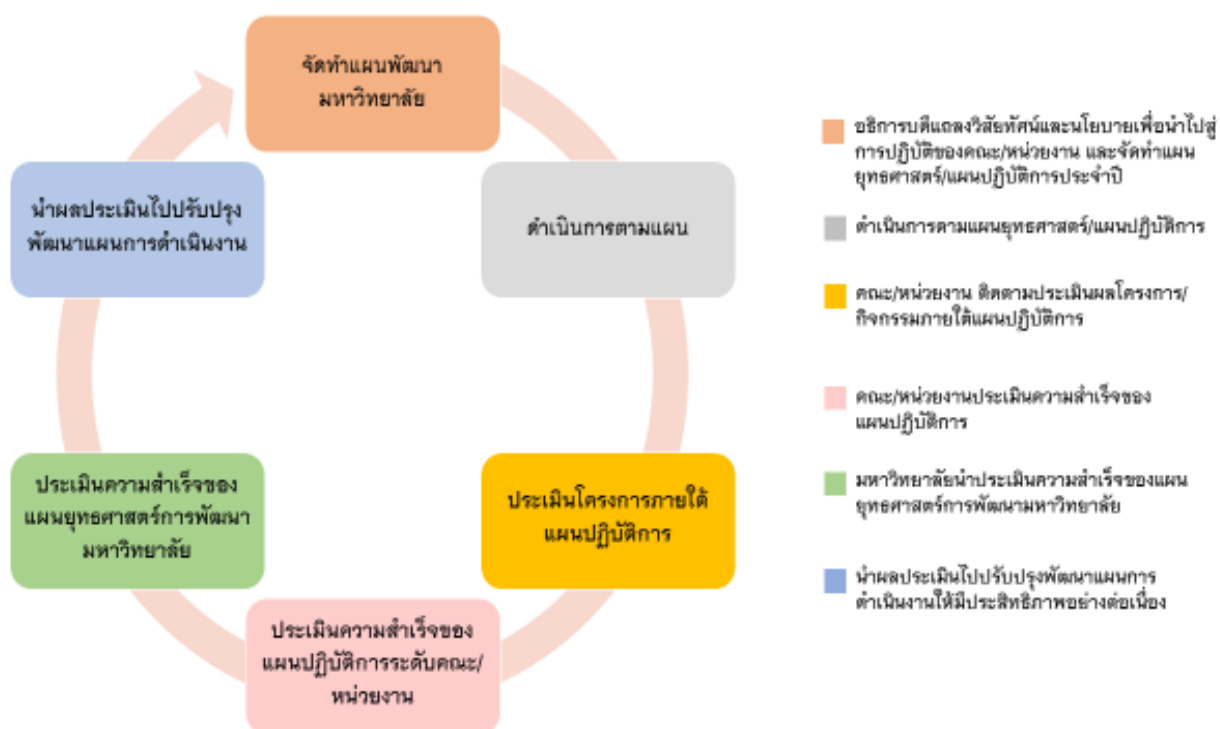 จัดทำแผนพัฒนา
มหาวิทยาลัย
ดำเนินการตามแผน
ประเมินโครงการภายใต้
แผนปฏิบัติการ
ประเมินความสำเร็จของ
แผนปฏิบัติการระดับคณะ/
หน่วยงาน
ประเมินความสำเร็จของ
แผนยุทธศาสตร์การพัฒนา
มหาวิทยาลัย
นำผลประเมินไปปรับปรุง
พัฒนาแผนการดำเนินงาน
อธิการบดีแถลงวิสัยทัศน์และนโยบายเพื่อนำไปสู่
การปฏิบัติของคณะ/หน่วยงาน และจัดทำแผน
ยุทธศาสตร์/แผนปฏิบัติการประจำปี
ดำเนินการตามแผนยุทธศาสตร์/แผนปฏิบัติการ
คณะ/หน่วยงาน ติดตามประเมินผลโครงการ/
กิจกรรมภายใต้แผนปฏิบัติการ
คณะ/หน่วยงานประเมินความสำเร็จของ
แผนปฏิบัติการ
มหาวิทยาลัยนำประเมินความสำเร็จของแผน
ยุทธศาสตร์การพัฒนามหาวิทยาลัย
นำผลประเมินไปปรับปรุงพัฒนาแผนการ
ดำเนินงานให้มีประสิทธิภาพอย่างต่อเนื่อง